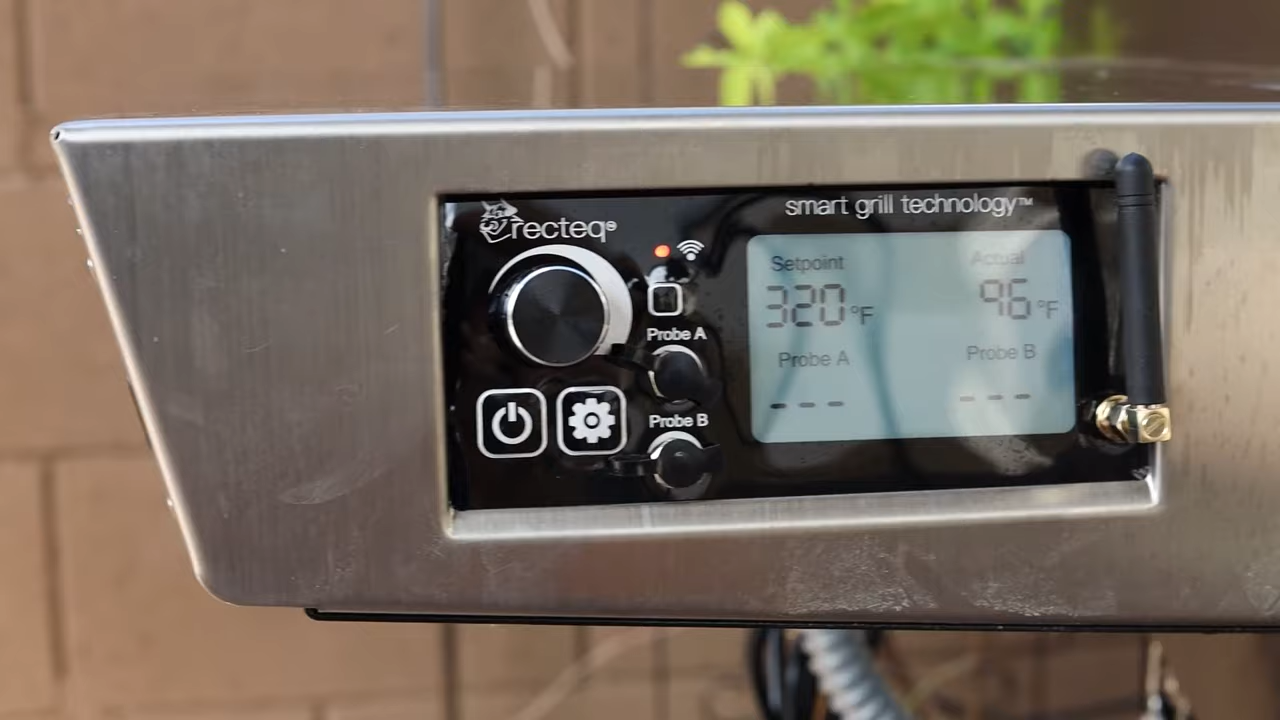 recteq®
smart grill technology™
Probe A
Probe B
Setpoint Actual
320°F 96°F
Probe A Probe B
--- ---